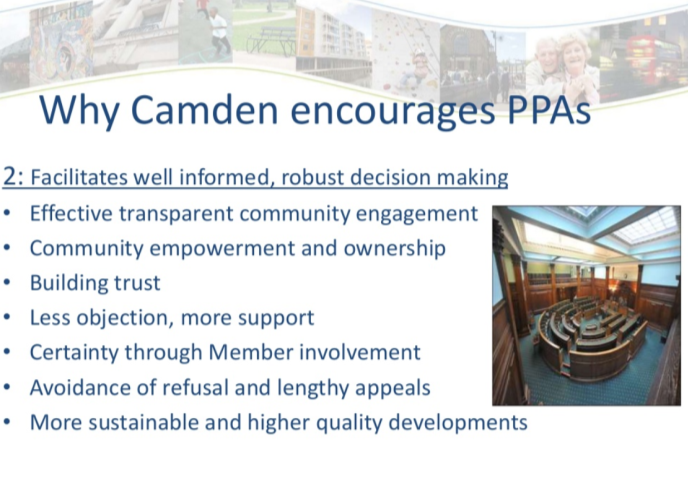 Why Camden encourages PPAs
2: Facilitates well informed, robust decision making
• Effective transparent community engagement
• Community empowerment and ownership
• Building trust
• Less objection, more support
• Certainty through Member involvement
• Avoidance of refusal and lengthy appeals
• More sustainable and higher quality developments